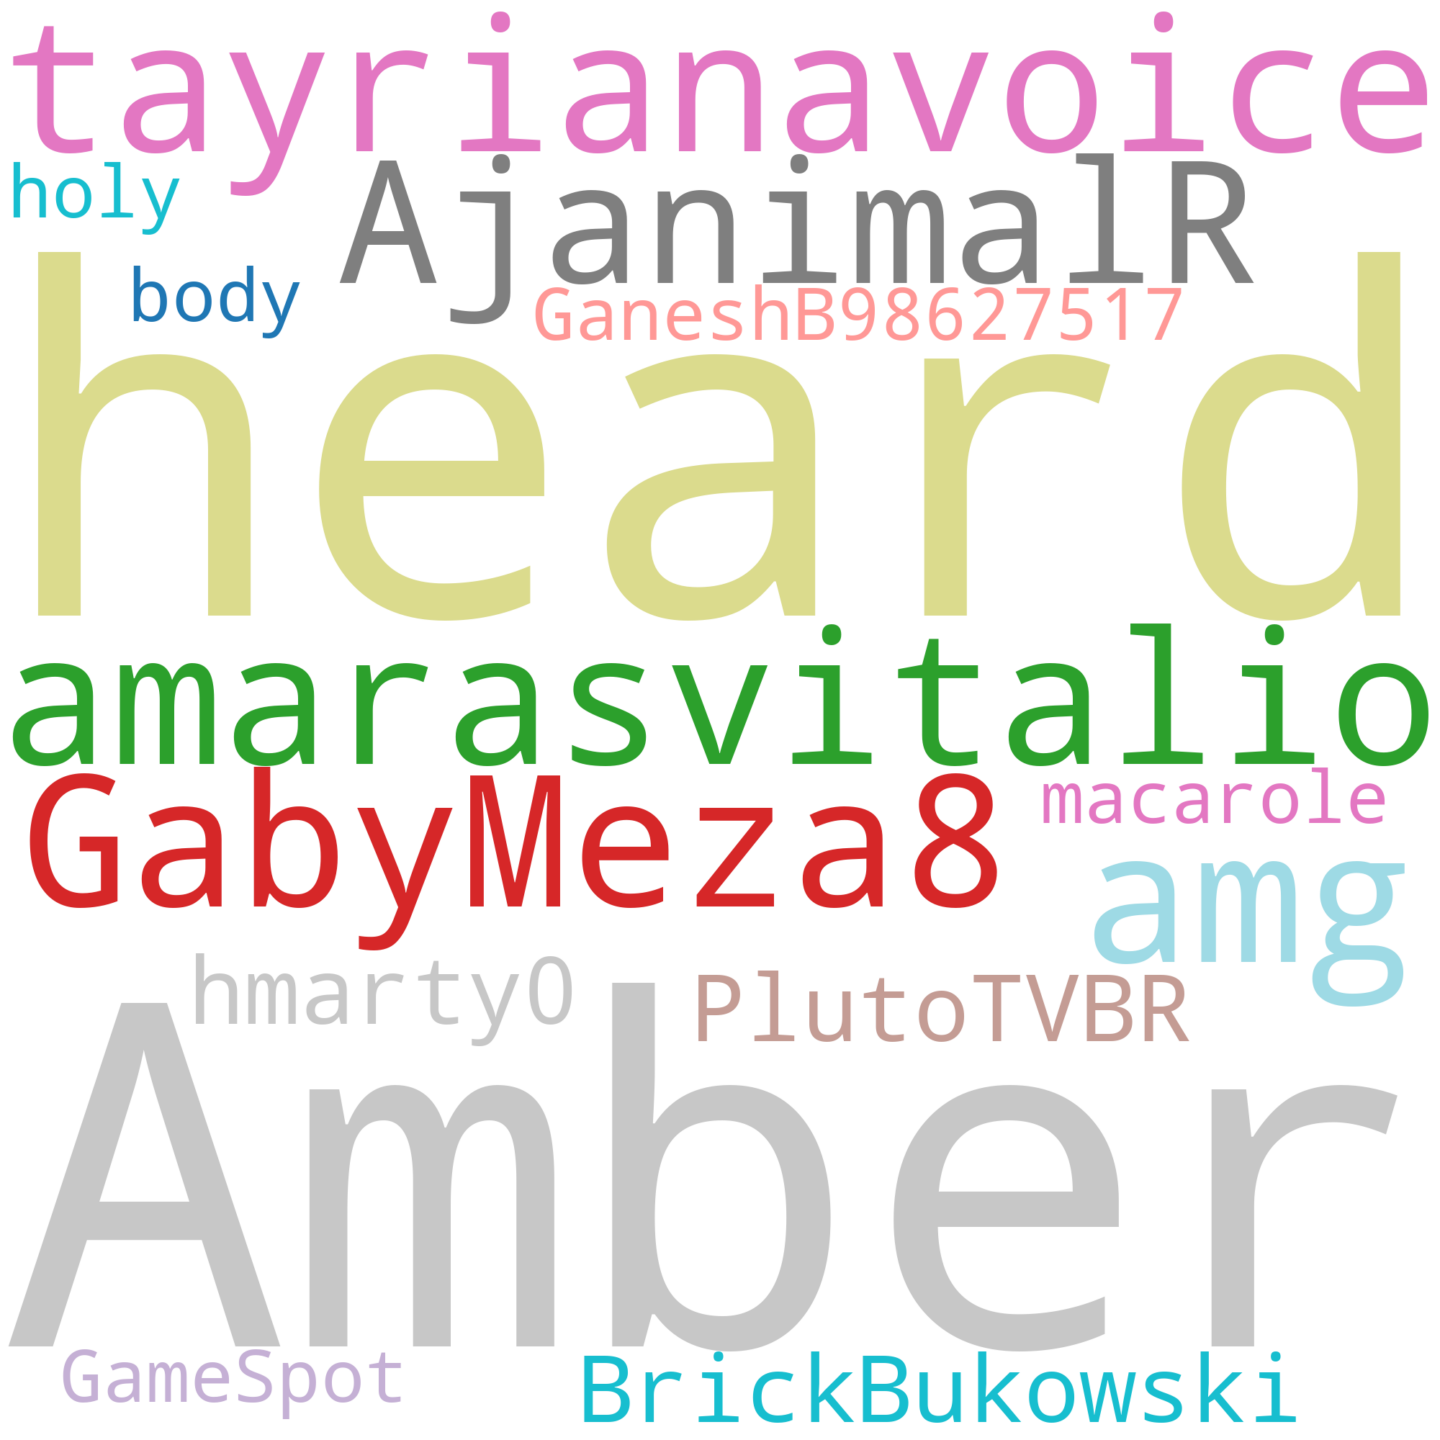 tayrianavoice
holy AjanimalR
body GaneshB98627517
heard
amarasvitalio
GabyMeza8 macarole
amg
hmarty0 PlutoTVBR
Amber
GameSpot BrickBukowski